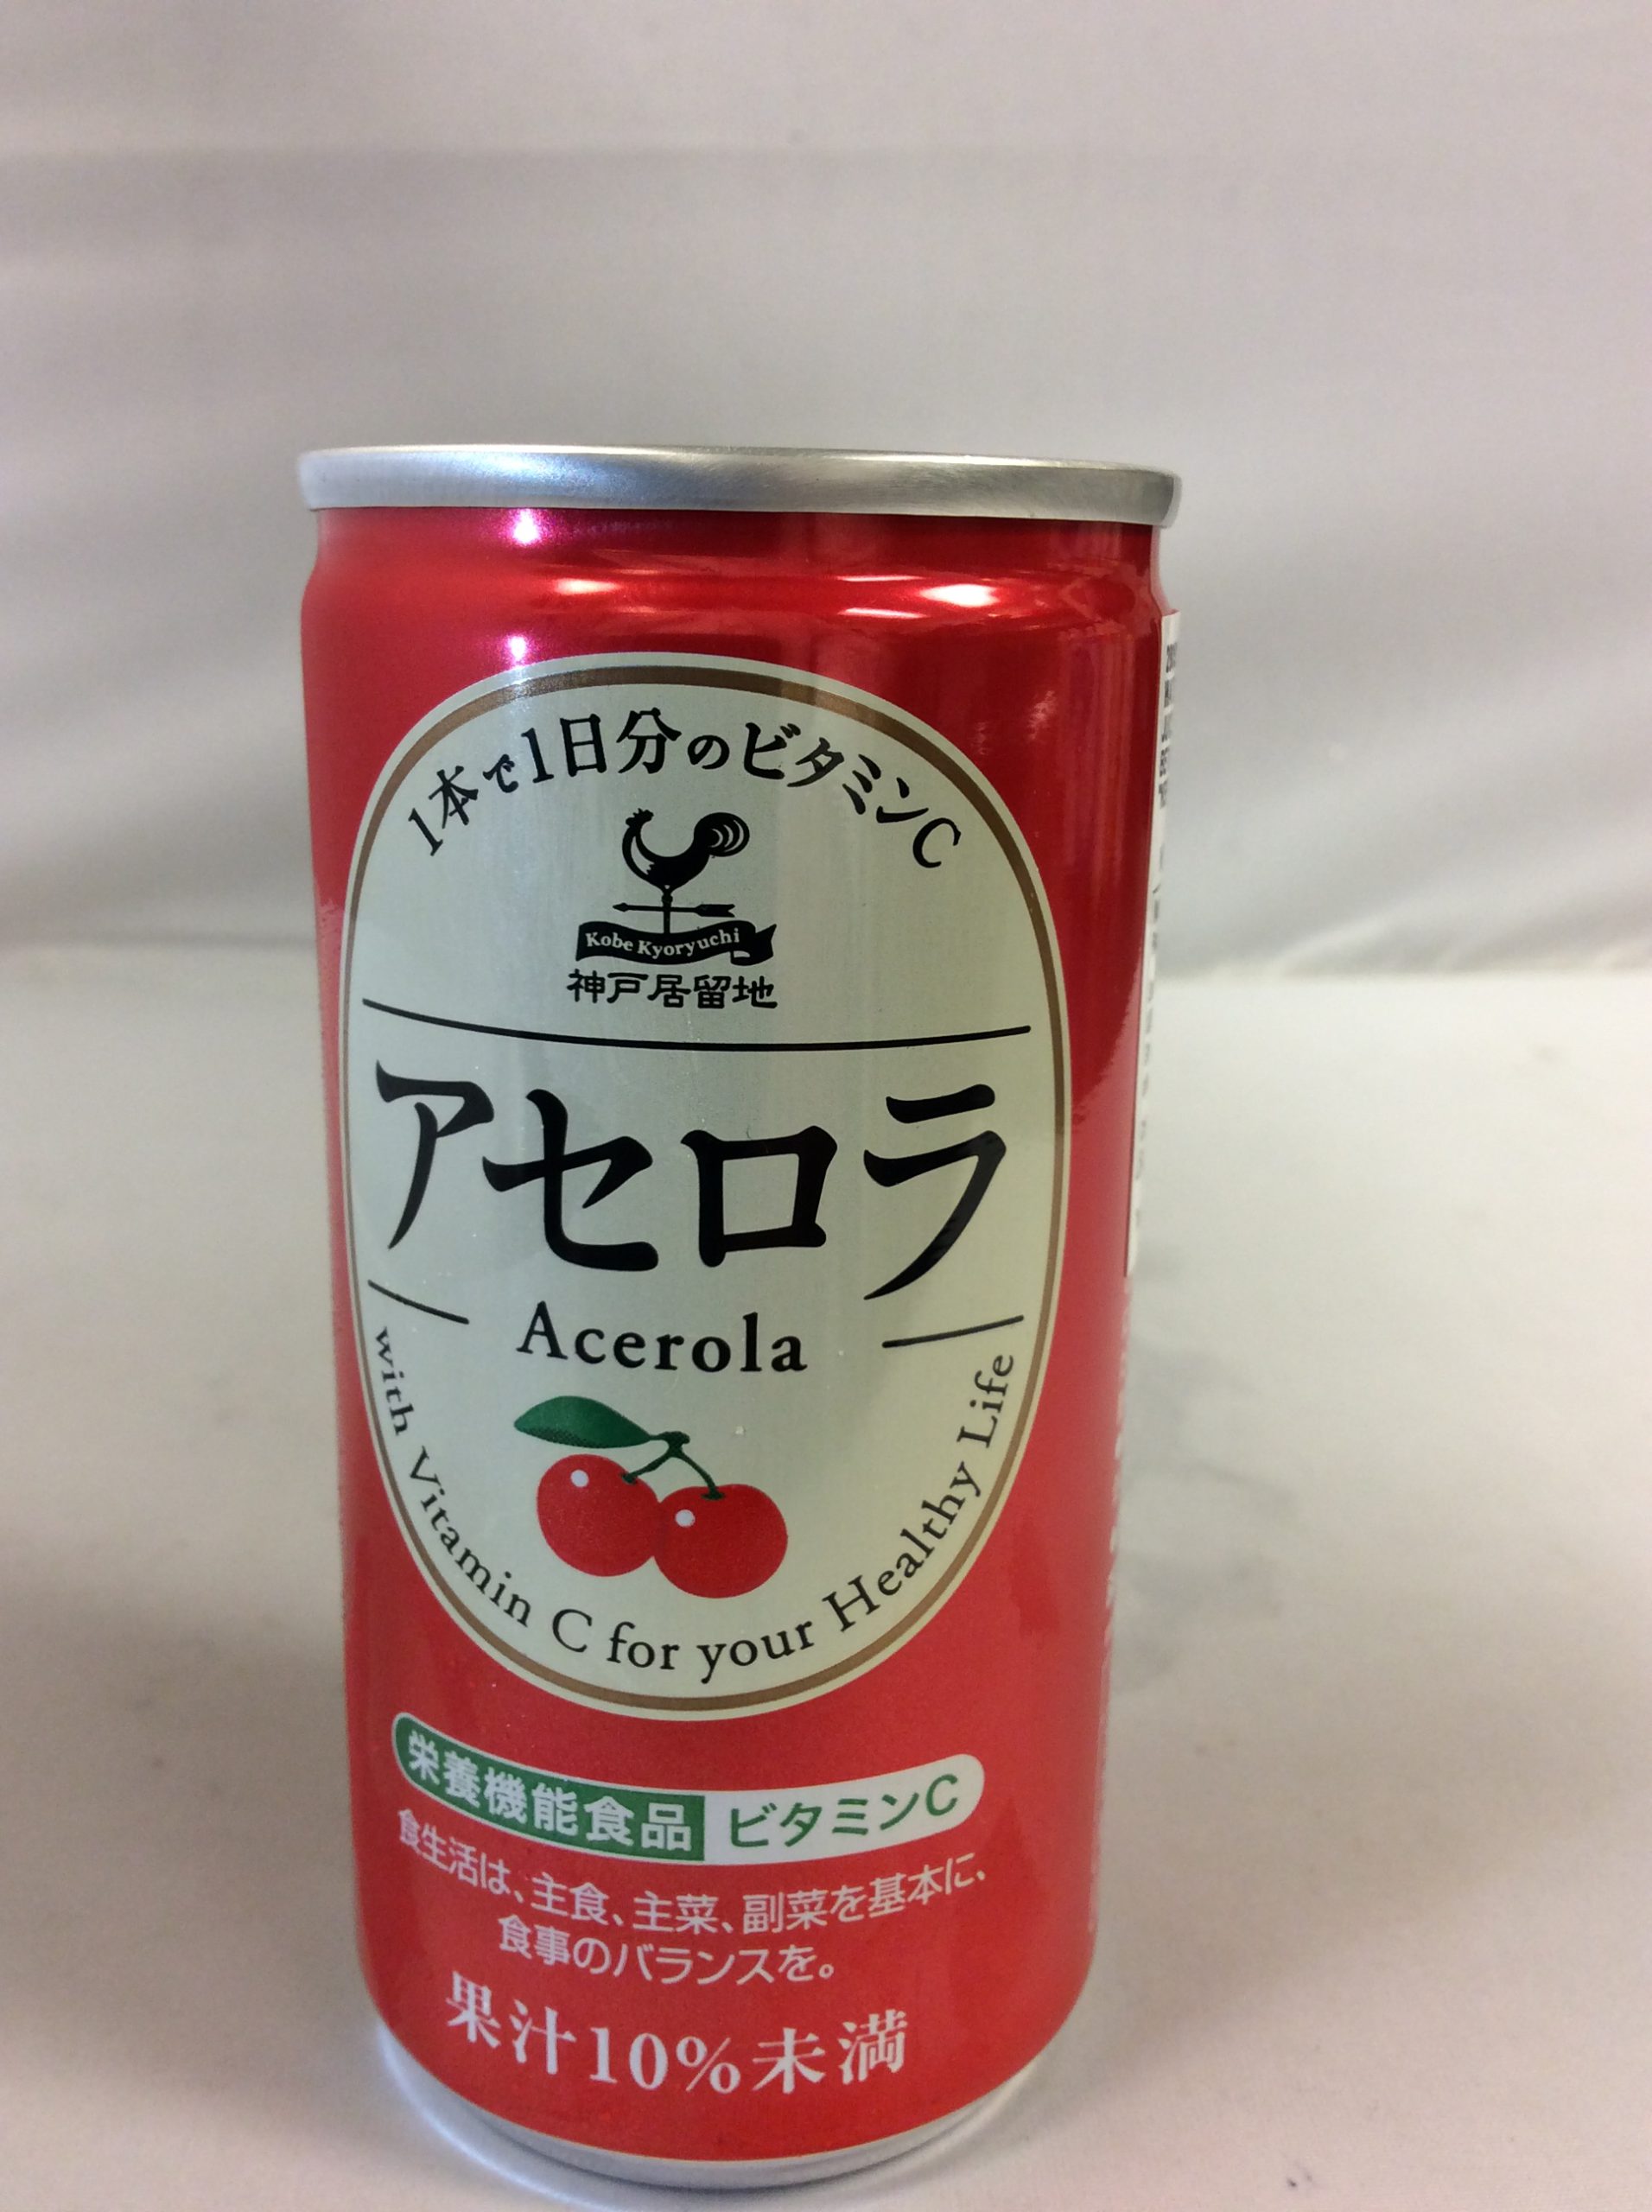 1本で1日分のビタミンC
Kobe Kyoryuchi
神戸居留地
アセロラ
Acerola
with Vitamin C for your Healthy Life
栄養機能食品 ビタミンC
食生活は、主食、主菜、副菜を基本に、
食事のバランスを。
果汁10%未満